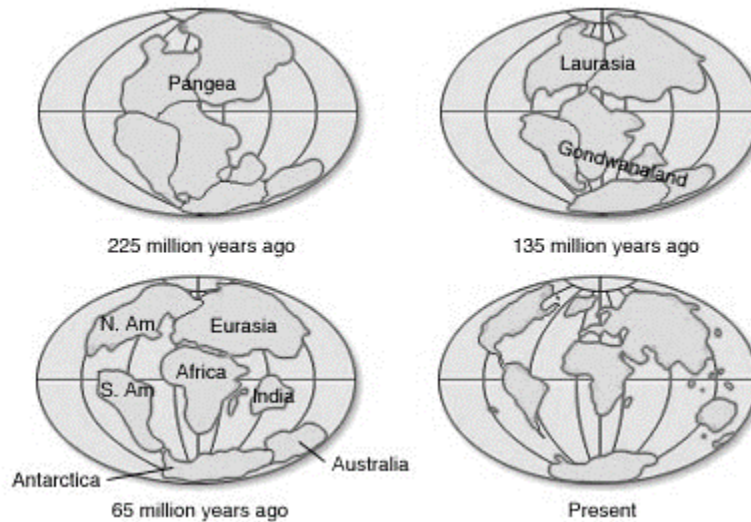 Pangea
225 million years ago
Laurasia
Gondwanaland
135 million years ago
N. Am
Eurasia
Africa
S. Am
India
Antarctica
Australia
65 million years ago
Present